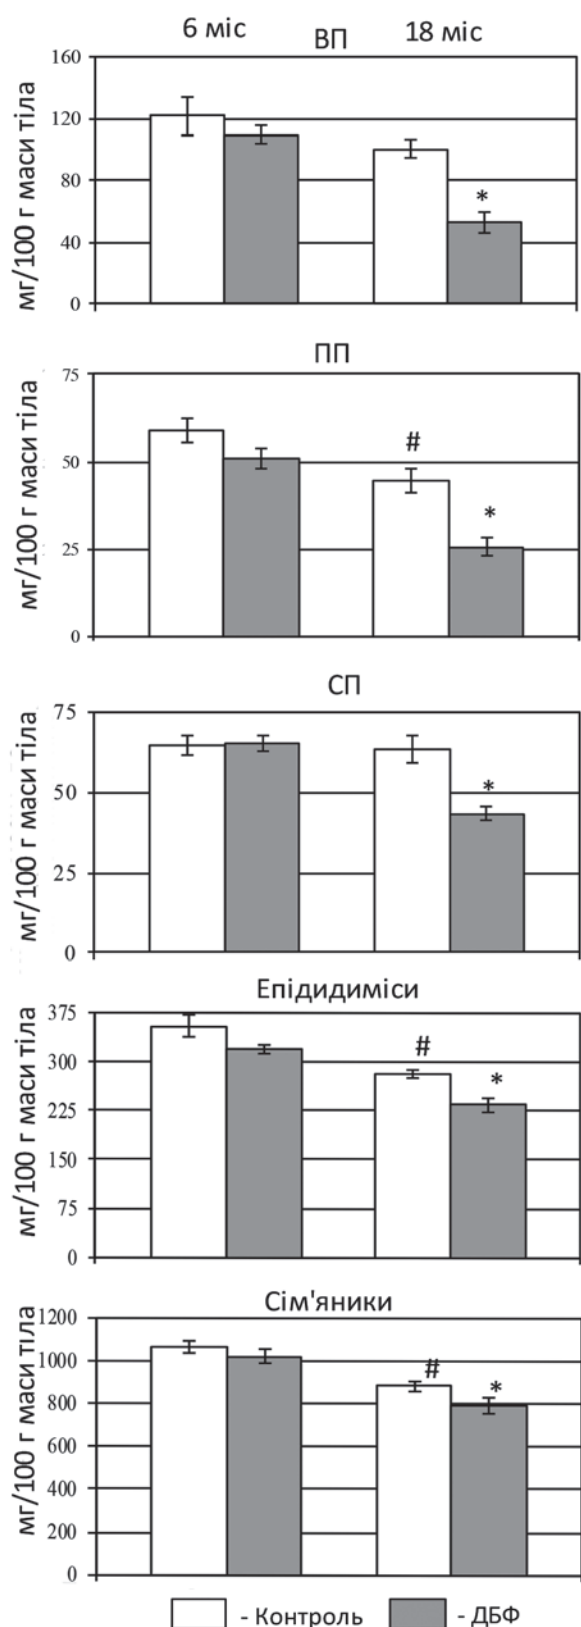 6 міс 18 міс
ВП
мг/100 г маси тіла
160
120
80
40
0
*
ПП
мг/100 г маси тіла
75
50
25
0
#
*
СП
мг/100 г маси тіла
75
50
25
0
*
Епідидиміси
мг/100 г маси тіла
375
300
225
150
75
0
#
*
Сім'яники
мг/100 г маси тіла
1200
1000
800
600
400
200
0
#
*
- Контроль - ДБФ